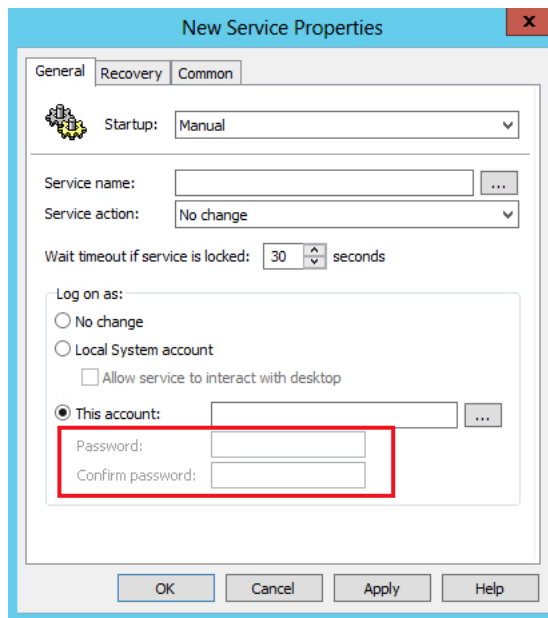 New Service Properties
x
General Recovery Common
Startup: Manual
Service name: ...
Service action: No change
Wait timeout if service is locked: 30 seconds
Log on as:
No change
Local System account
Allow service to interact with desktop
This account: ...
Password:
Confirm password:
OK Cancel Apply Help